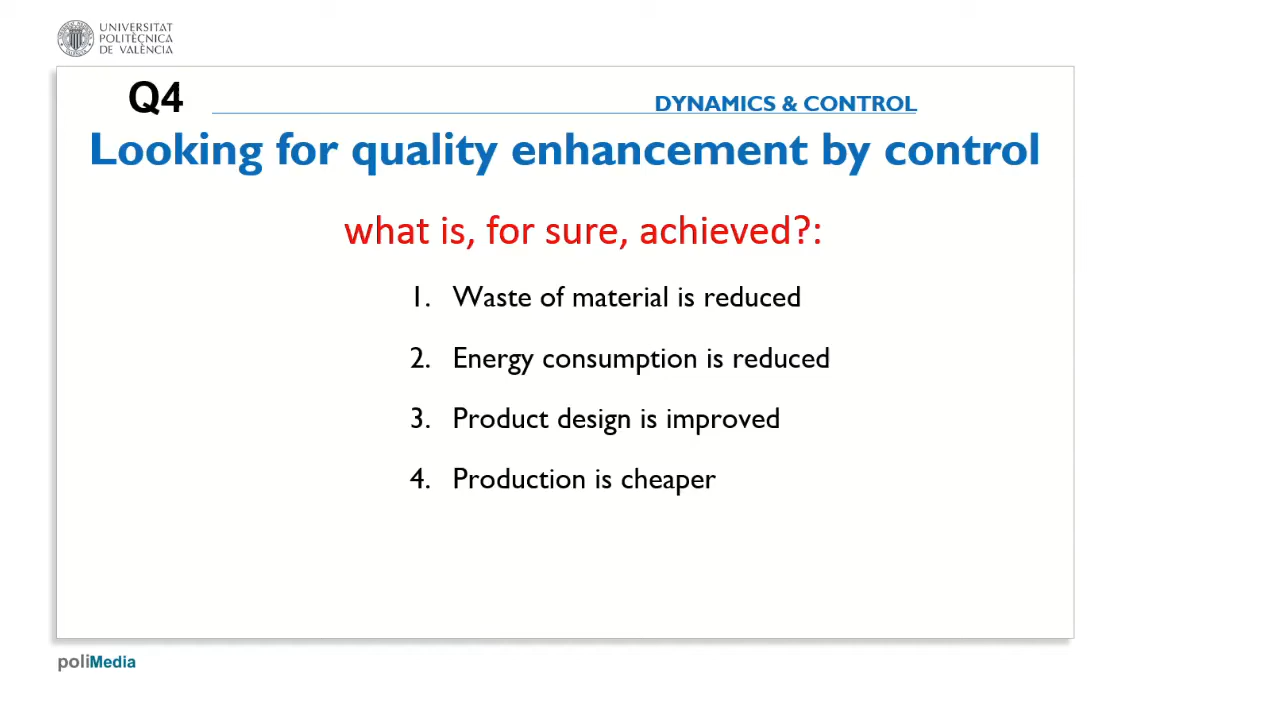 UNIVERSITAT
POLITÈCNICA
DE VALÈNCIA
Q4
DYNAMICS & CONTROL
Looking for quality enhancement by control
what is, for sure, achieved?:
1. Waste of material is reduced
2. Energy consumption is reduced
3. Product design is improved
4. Production is cheaper
poliMedia